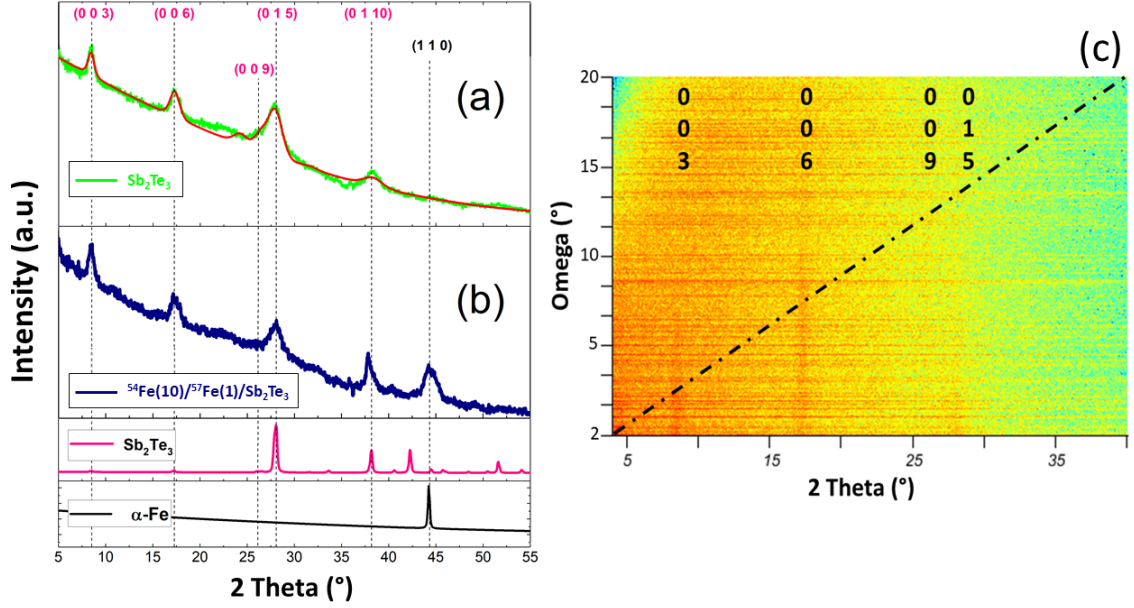 (0 0 3)
(0 0 6)
(0 1 5)
(0 1 10)
(1 1 0)
(0 0 9)
(a)
Sb₂Te₃
(b)
⁵⁴Fe(10)/⁵⁷Fe(1)/Sb₂Te₃
Sb₂Te₃
α-Fe
5 10 15 20 25 30 35 40 45 50 55
2 Theta (°)
Intensity (a.u.)
(c)
20
15
10
5
2
Omega (°)
0 0 0 0
0 0 0 1
3 6 9 5
5 15 25 35
2 Theta (°)